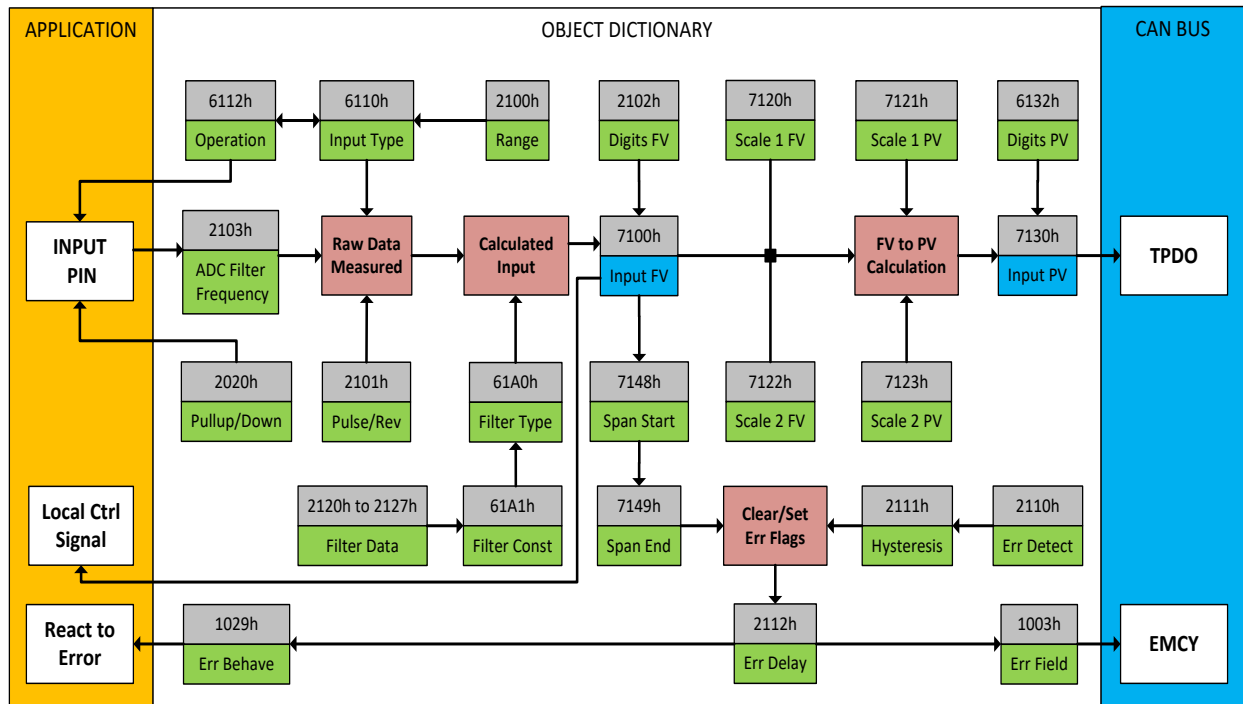 APPLICATION
OBJECT DICTIONARY
CAN BUS
6112h
Operation
6110h
Input Type
2100h
Range
2102h
Digits FV
7120h
Scale 1 FV
7121h
Scale 1 PV
6132h
Digits PV
INPUT
PIN
2103h
ADC Filter
Frequency
Raw Data
Measured
Calculated
Input
7100h
Input FV
FV to PV
Calculation
7130h
Input PV
TPDO
2020h
Pullup/Down
2101h
Pulse/Rev
61A0h
Filter Type
7148h
Span Start
7122h
Scale 2 FV
7123h
Scale 2 PV
Local Ctrl
Signal
2120h to 2127h
Filter Data
61A1h
Filter Const
7149h
Span End
Clear/Set
Err Flags
2111h
Hysteresis
2110h
Err Detect
React to
Error
1029h
Err Behave
2112h
Err Delay
1003h
Err Field
EMCY